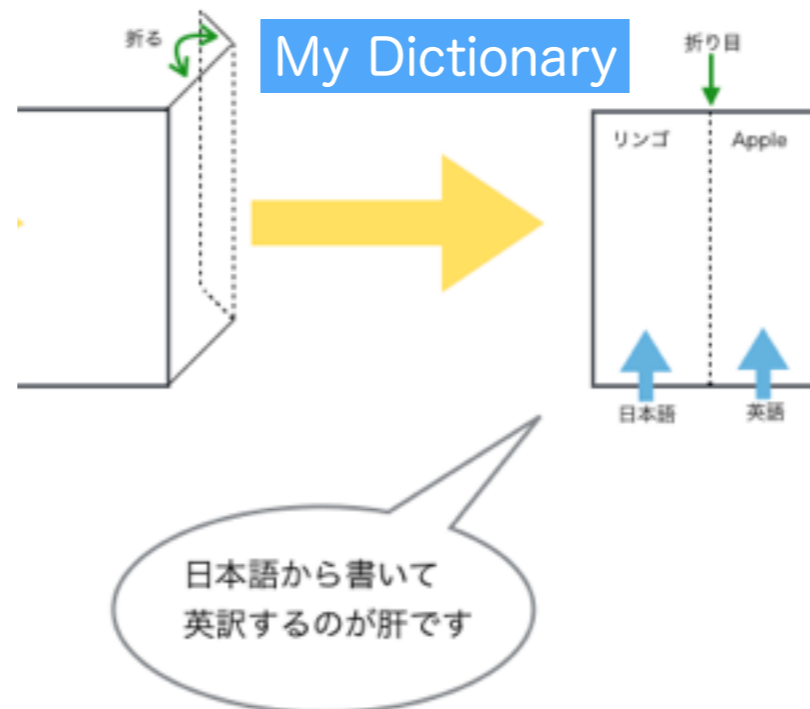 折る
My Dictionary
折り目
リンゴ
Apple
日本語
英語
日本語から書いて
英訳するのが肝です